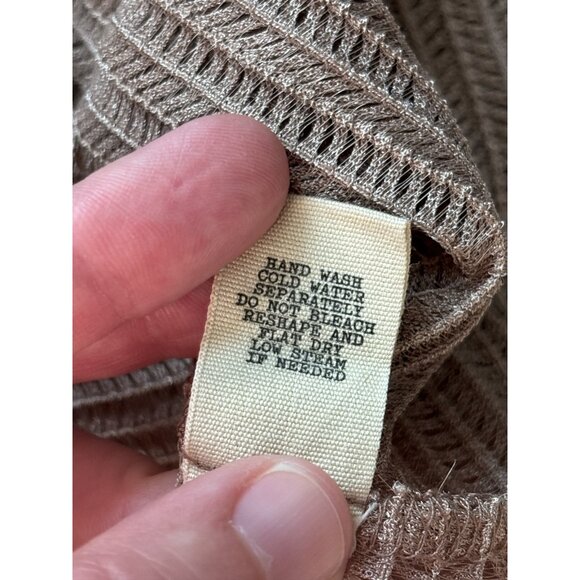 HAND WASH
COLD WATER
SEPARATELY
DO NOT BLEACH
RESHAPE AND
FLAT DRY
LOW STEAM
IF NEEDED